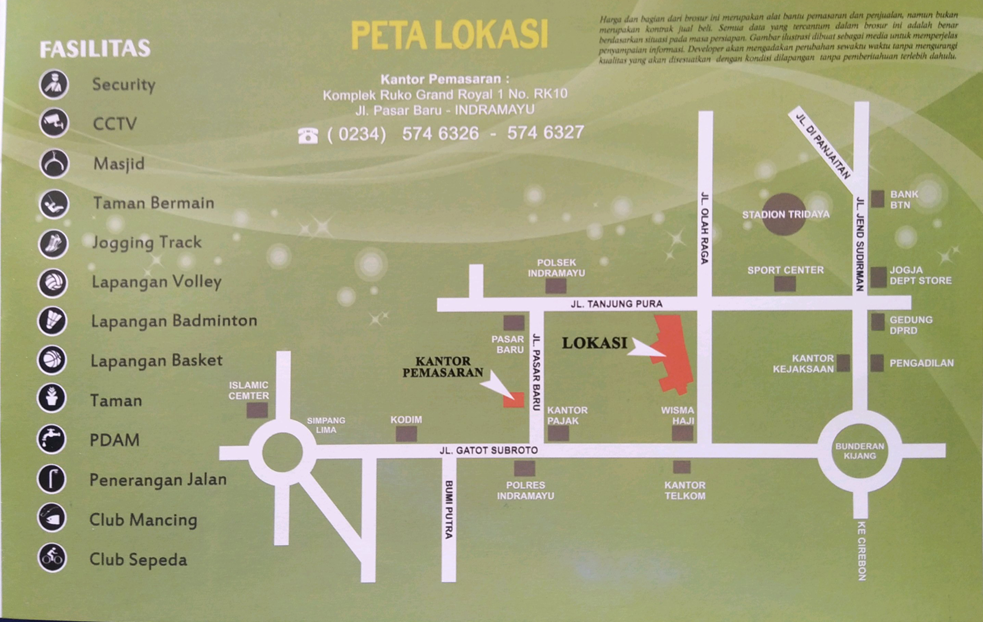 PETA LOKASI
Harga dan bagian dari brosur ini merupakan alat bantu pemasaran dan penjualan, namun bukan
merupakan kontrak jual beli. Semua data yang tercantum dalam brosur ini adalah benar
berdasarkan situasi pada masa persiapan. Gambar ilustrasi dibuat sebagai media untuk memperjelas
penyampaian informasi. Developer akan mengadakan perubahan sewaktu waktu tanpa mengurangi
kualitas yang akan disesuaikan dengan kondisi dilapangan tanpa pemberitahuan terlebih dahulu.
Kantor Pemasaran :
Komplek Ruko Grand Royal 1 No. RK10
Jl. Pasar Baru - INDRAMAYU
( 0234) 574 6326 - 574 6327
FASILITAS
Security
CCTV
Masjid
Taman Bermain
Jogging Track
Lapangan Volley
Lapangan Badminton
Lapangan Basket
Taman
PDAM
Penerangan Jalan
Club Mancing
Club Sepeda
JL. DI PANJAITAN
JL. OLAH RAGA
JL. JEND SUDIRMAN
BANK
BTN
STADION TRIDAYA
POLSEK
INDRAMAYU
SPORT CENTER
JOGJA
DEPT STORE
JL. TANJUNG PURA
GEDUNG
DPRD
PASAR
BARU
JL. PASAR BARU
LOKASI
KANTOR
PEMASARAN
KANTOR
KEJAKSAAN
PENGADILAN
ISLAMIC
CEMTER
SIMPANG
LIMA
KODIM
KANTOR
PAJAK
WISMA
HAJI
JL. GATOT SUBROTO
BUNDERAN
KIJANG
POLRES
INDRAMAYU
KANTOR
TELKOM
BUMI PUTRA
KE CIREBON